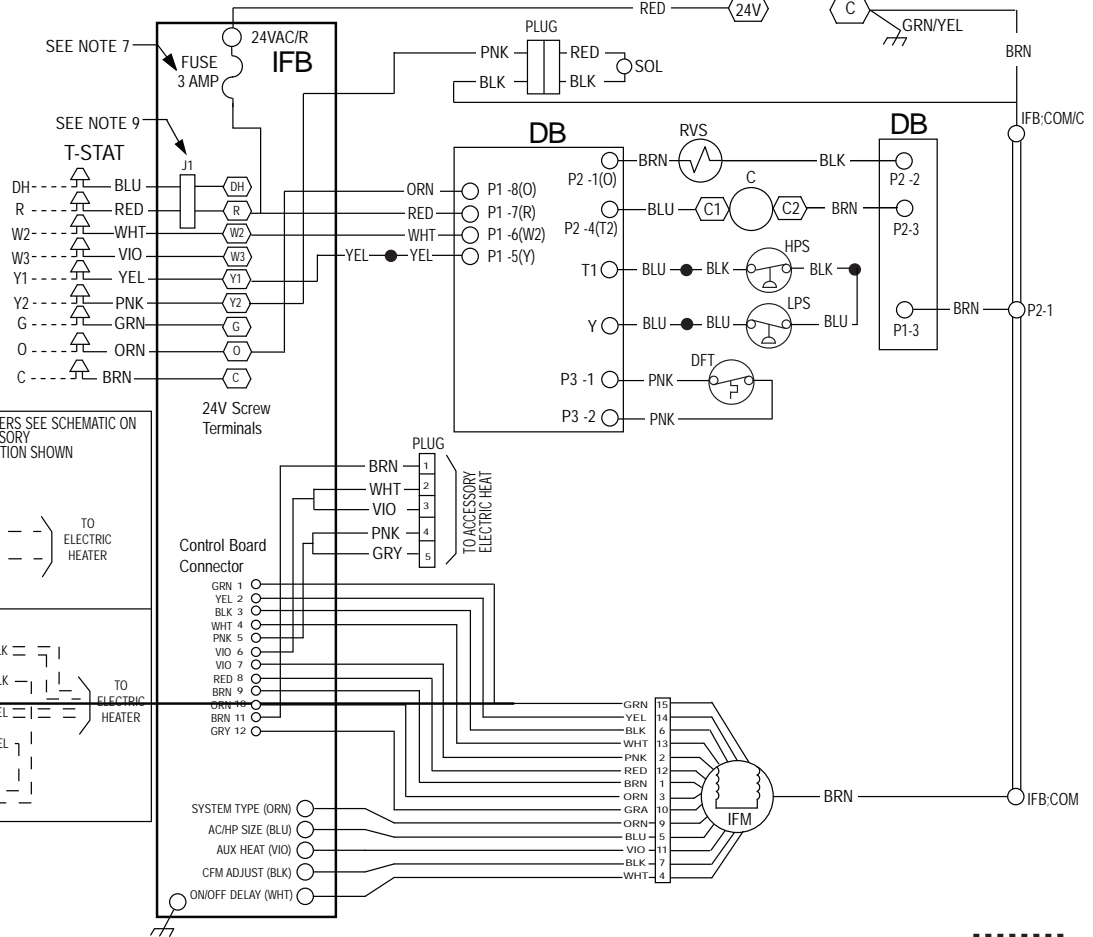 RED
24V
C
GRN/YEL
BRN
24VAC/R
IFB
FUSE
3 AMP
SEE NOTE 7
PLUG
PNK
RED
SOL
BLK
BLK
SEE NOTE 9
T-STAT
J1
DB
RVS
DB
IFB;COM/C
DH
BLU
DH
R
RED
R
W2
WHT
W2
W3
VIO
W3
Y1
YEL
Y1
Y2
PNK
Y2
G
GRN
G
O
ORN
O
C
BRN
C
24V Screw
Terminals
ORN
P1 -8(O)
RED
P1 -7(R)
WHT
P1 -6(W2)
YEL
YEL
P1 -5(Y)
P2 -1(O)
BRN
BLK
P2 -2
P2 -4(T2)
BLU
C1
C
C2
BRN
P2-3
T1
BLU
BLK
HPS
BLK
Y
BLU
BLU
LPS
BLU
P1-3
BRN
P2-1
P3 -1
PNK
DFT
P3 -2
PNK
ERS SEE SCHEMATIC ON
SORY
TION SHOWN
TO
ELECTRIC
HEATER
PLUG
BRN
1
WHT
2
VIO
3
PNK
4
GRY
5
TO ACCESSORY
ELECTRIC HEAT
Control Board
Connector
GRN 1
YEL 2
BLK 3
WHT 4
PNK 5
VIO 6
VIO 7
RED 8
BRN 9
ORN 10
BRN 11
GRY 12
LK
LK
EL
EL
TO
ELECTRIC
HEATER
GRN 15
YEL 14
BLK 6
WHT 13
PNK 2
RED 12
BRN 1
ORN 3
GRA 10
ORN 9
BLU 5
VIO 11
BLK 7
WHT 4
IFM
BRN
IFB;COM
SYSTEM TYPE (ORN)
AC/HP SIZE (BLU)
AUX HEAT (VIO)
CFM ADJUST (BLK)
ON/OFF DELAY (WHT)